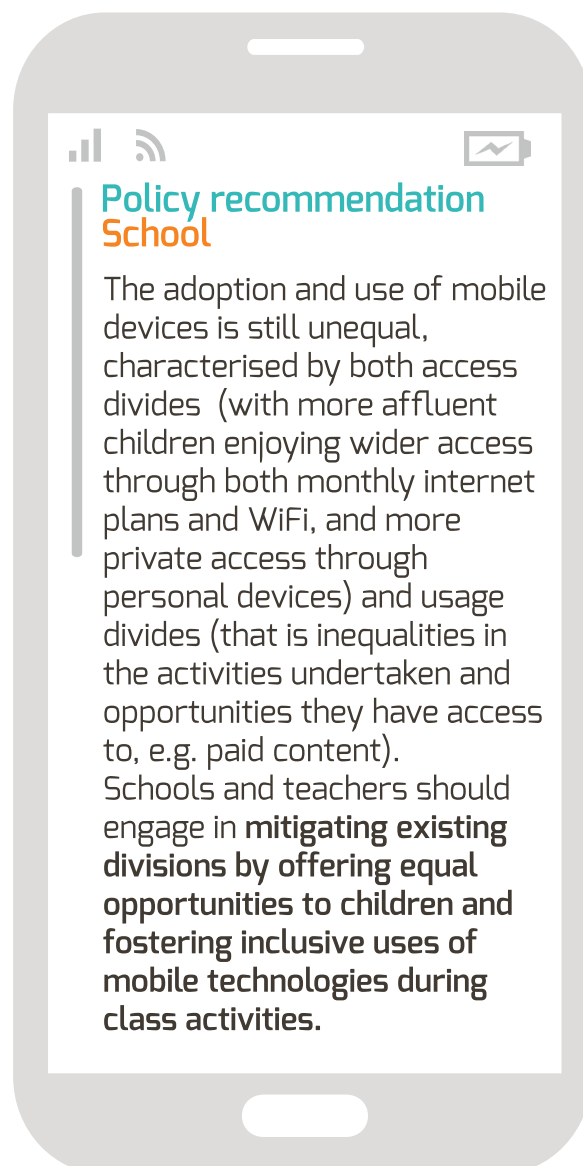 Policy recommendation
School
The adoption and use of mobile
devices is still unequal,
characterised by both access
divides  (with more affluent
children enjoying wider access
through both monthly internet
plans and WiFi, and more
private access through
personal devices) and usage
divides (that is inequalities in
the activities undertaken and
opportunities they have access
to, e.g. paid content).
Schools and teachers should
engage in mitigating existing
divisions by offering equal
opportunities to children and
fostering inclusive uses of
mobile technologies during
class activities.